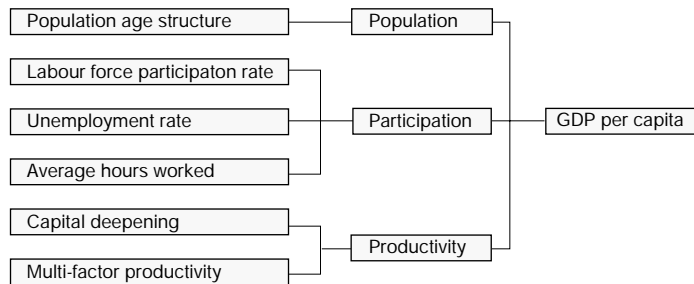 Population age structure
Population
Labour force participaton rate
Unemployment rate
Participation
GDP per capita
Average hours worked
Capital deepening
Productivity
Multi-factor productivity